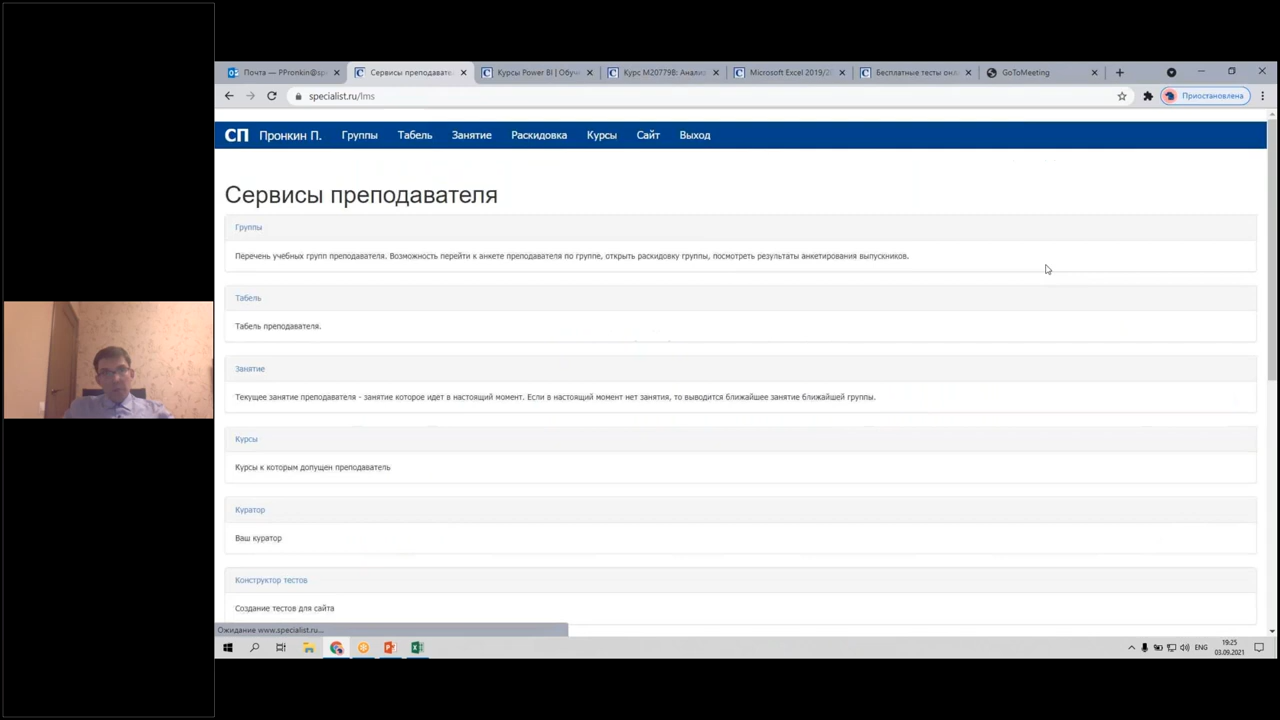 Почта — PPronkin@sp
Сервисы преподавате
Курсы Power BI | Обуч
Курс M20779B: Анализ
Microsoft Excel 2019/20
Бесплатные тесты онл
GoToMeeting
specialist.ru/lms
Приостановлена
СП Пронкин П. Группы Табель Занятие Раскидовка Курсы Сайт Выход
Сервисы преподавателя
Группы
Перечень учебных групп преподавателя. Возможность перейти к анкете преподавателя по группе, открыть раскидовку группы, посмотреть результаты анкетирования выпускников.
Табель
Табель преподавателя.
Занятие
Текущее занятие преподавателя - занятие которое идет в настоящий момент. Если в настоящий момент нет занятия, то выводится ближайшее занятие ближайшей группы.
Курсы
Курсы к которым допущен преподаватель
Куратор
Ваш куратор
Конструктор тестов
Создание тестов для сайта
Ожидание www.specialist.ru...
ENG
19:25
03.09.2021